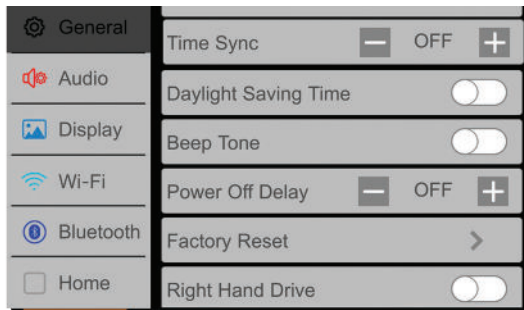 General
Audio
Display
Wi-Fi
Bluetooth
Home
Time Sync OFF
Daylight Saving Time
Beep Tone
Power Off Delay OFF
Factory Reset
Right Hand Drive